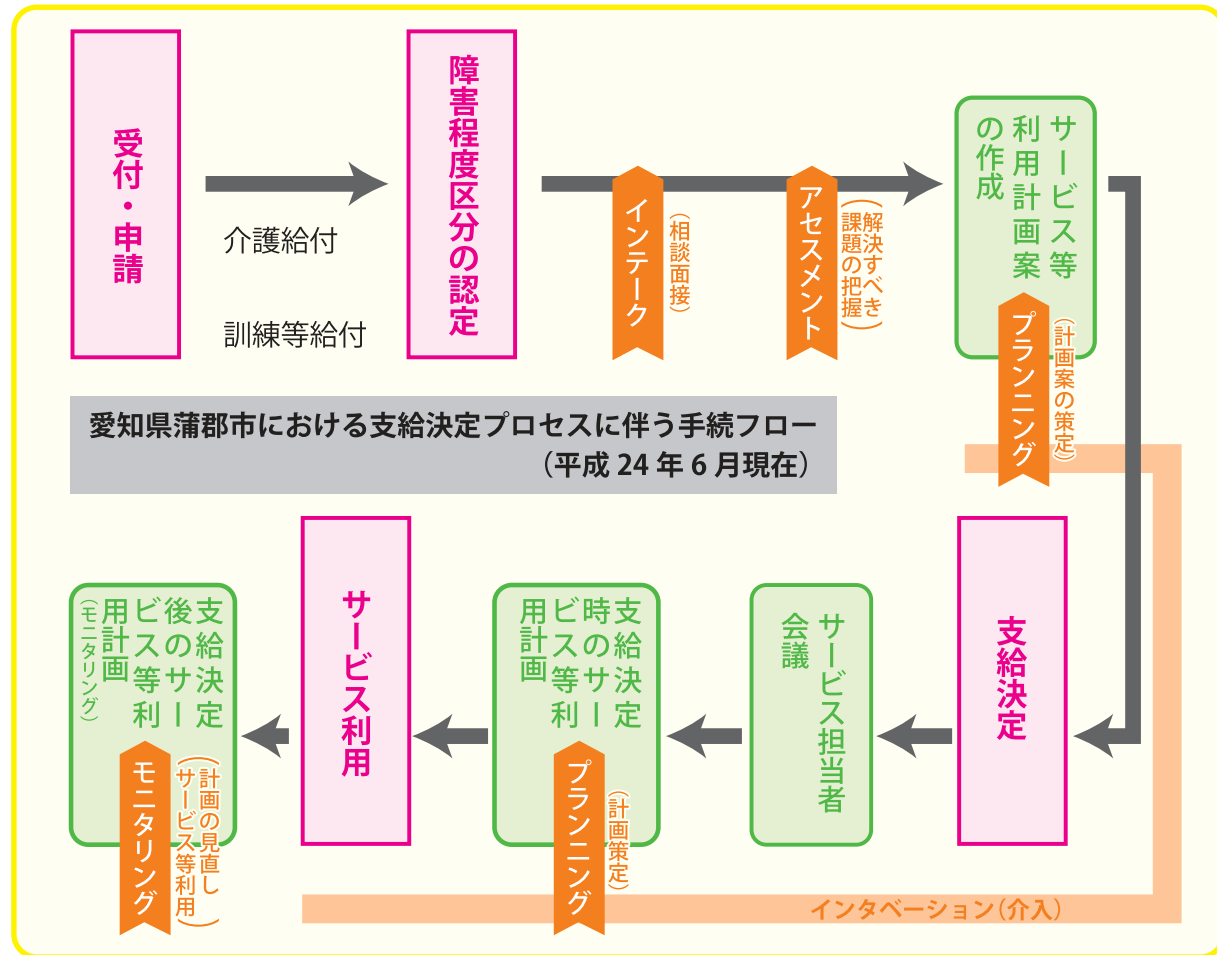 受付・申請
介護給付
訓練等給付
障害程度区分の認定
インテーク
（相談面接）
アセスメント
（解決すべき
課題の把握）
サービス等
利用計画案
の作成
プランニング
（計画案の策定）
愛知県蒲郡市における支給決定プロセスに伴う手続フロー
（平成 24 年 6 月現在）
支給決定
サービス担当者
会議
支給決定
時のサー
ビス等利
用計画
プランニング
（計画策定）
サービス利用
支給決定
後のサー
ビス等利
用計画
（モニタリング）
モニタリング
（計画の見直し
サービス等利用）
インタベーション（介入）